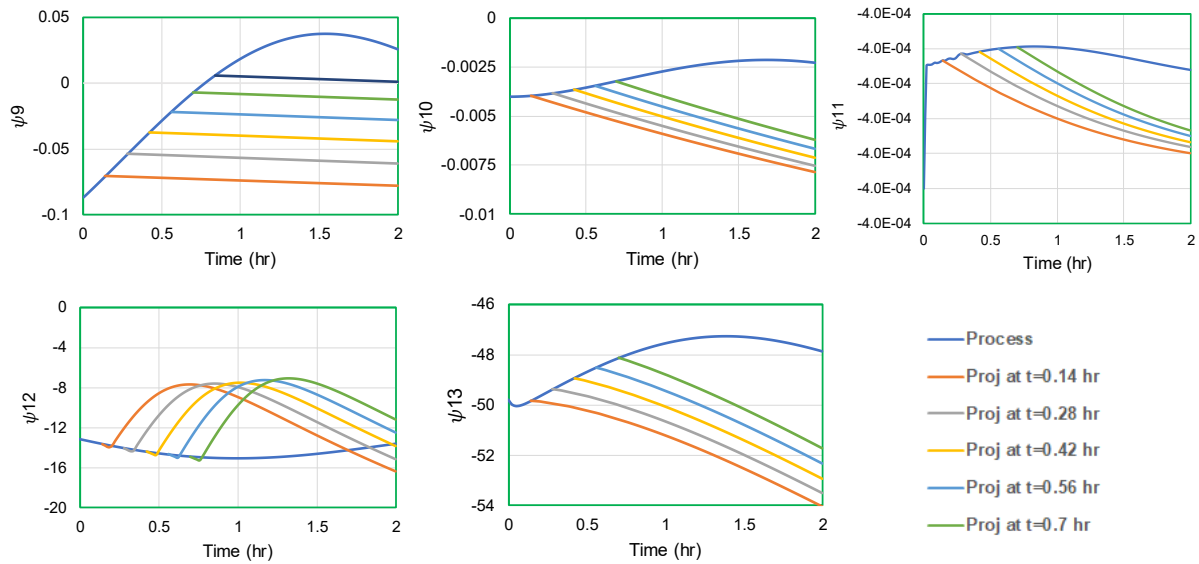 0.05
0
-0.05
-0.1
ψ9
0 0.5 1 1.5 2
Time (hr)
0
-0.0025
-0.005
-0.0075
-0.01
ψ10
0 0.5 1 1.5 2
Time (hr)
-4.0E-04
-4.0E-04
-4.0E-04
-4.0E-04
-4.0E-04
-4.0E-04
-4.0E-04
ψ11
0 0.5 1 1.5 2
Time (hr)
0
-4
-8
-12
-16
-20
ψ12
0 0.5 1 1.5 2
Time (hr)
-46
-48
-50
-52
-54
ψ13
0 0.5 1 1.5 2
Time (hr)
Process
Proj at t=0.14 hr
Proj at t=0.28 hr
Proj at t=0.42 hr
Proj at t=0.56 hr
Proj at t=0.7 hr